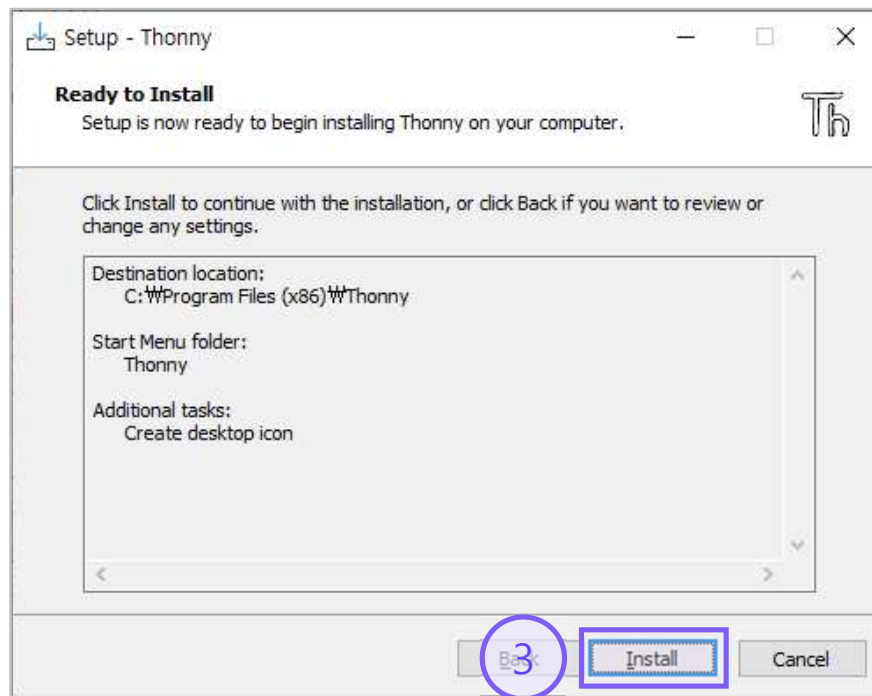 Setup - Thonny
Ready to Install
Setup is now ready to begin installing Thonny on your computer.
Th
Click Install to continue with the installation, or click Back if you want to review or
change any settings.
Destination location:
C:₩Program Files (x86)₩Thonny
Start Menu folder:
Thonny
Additional tasks:
Create desktop icon
Back 3 Install Cancel